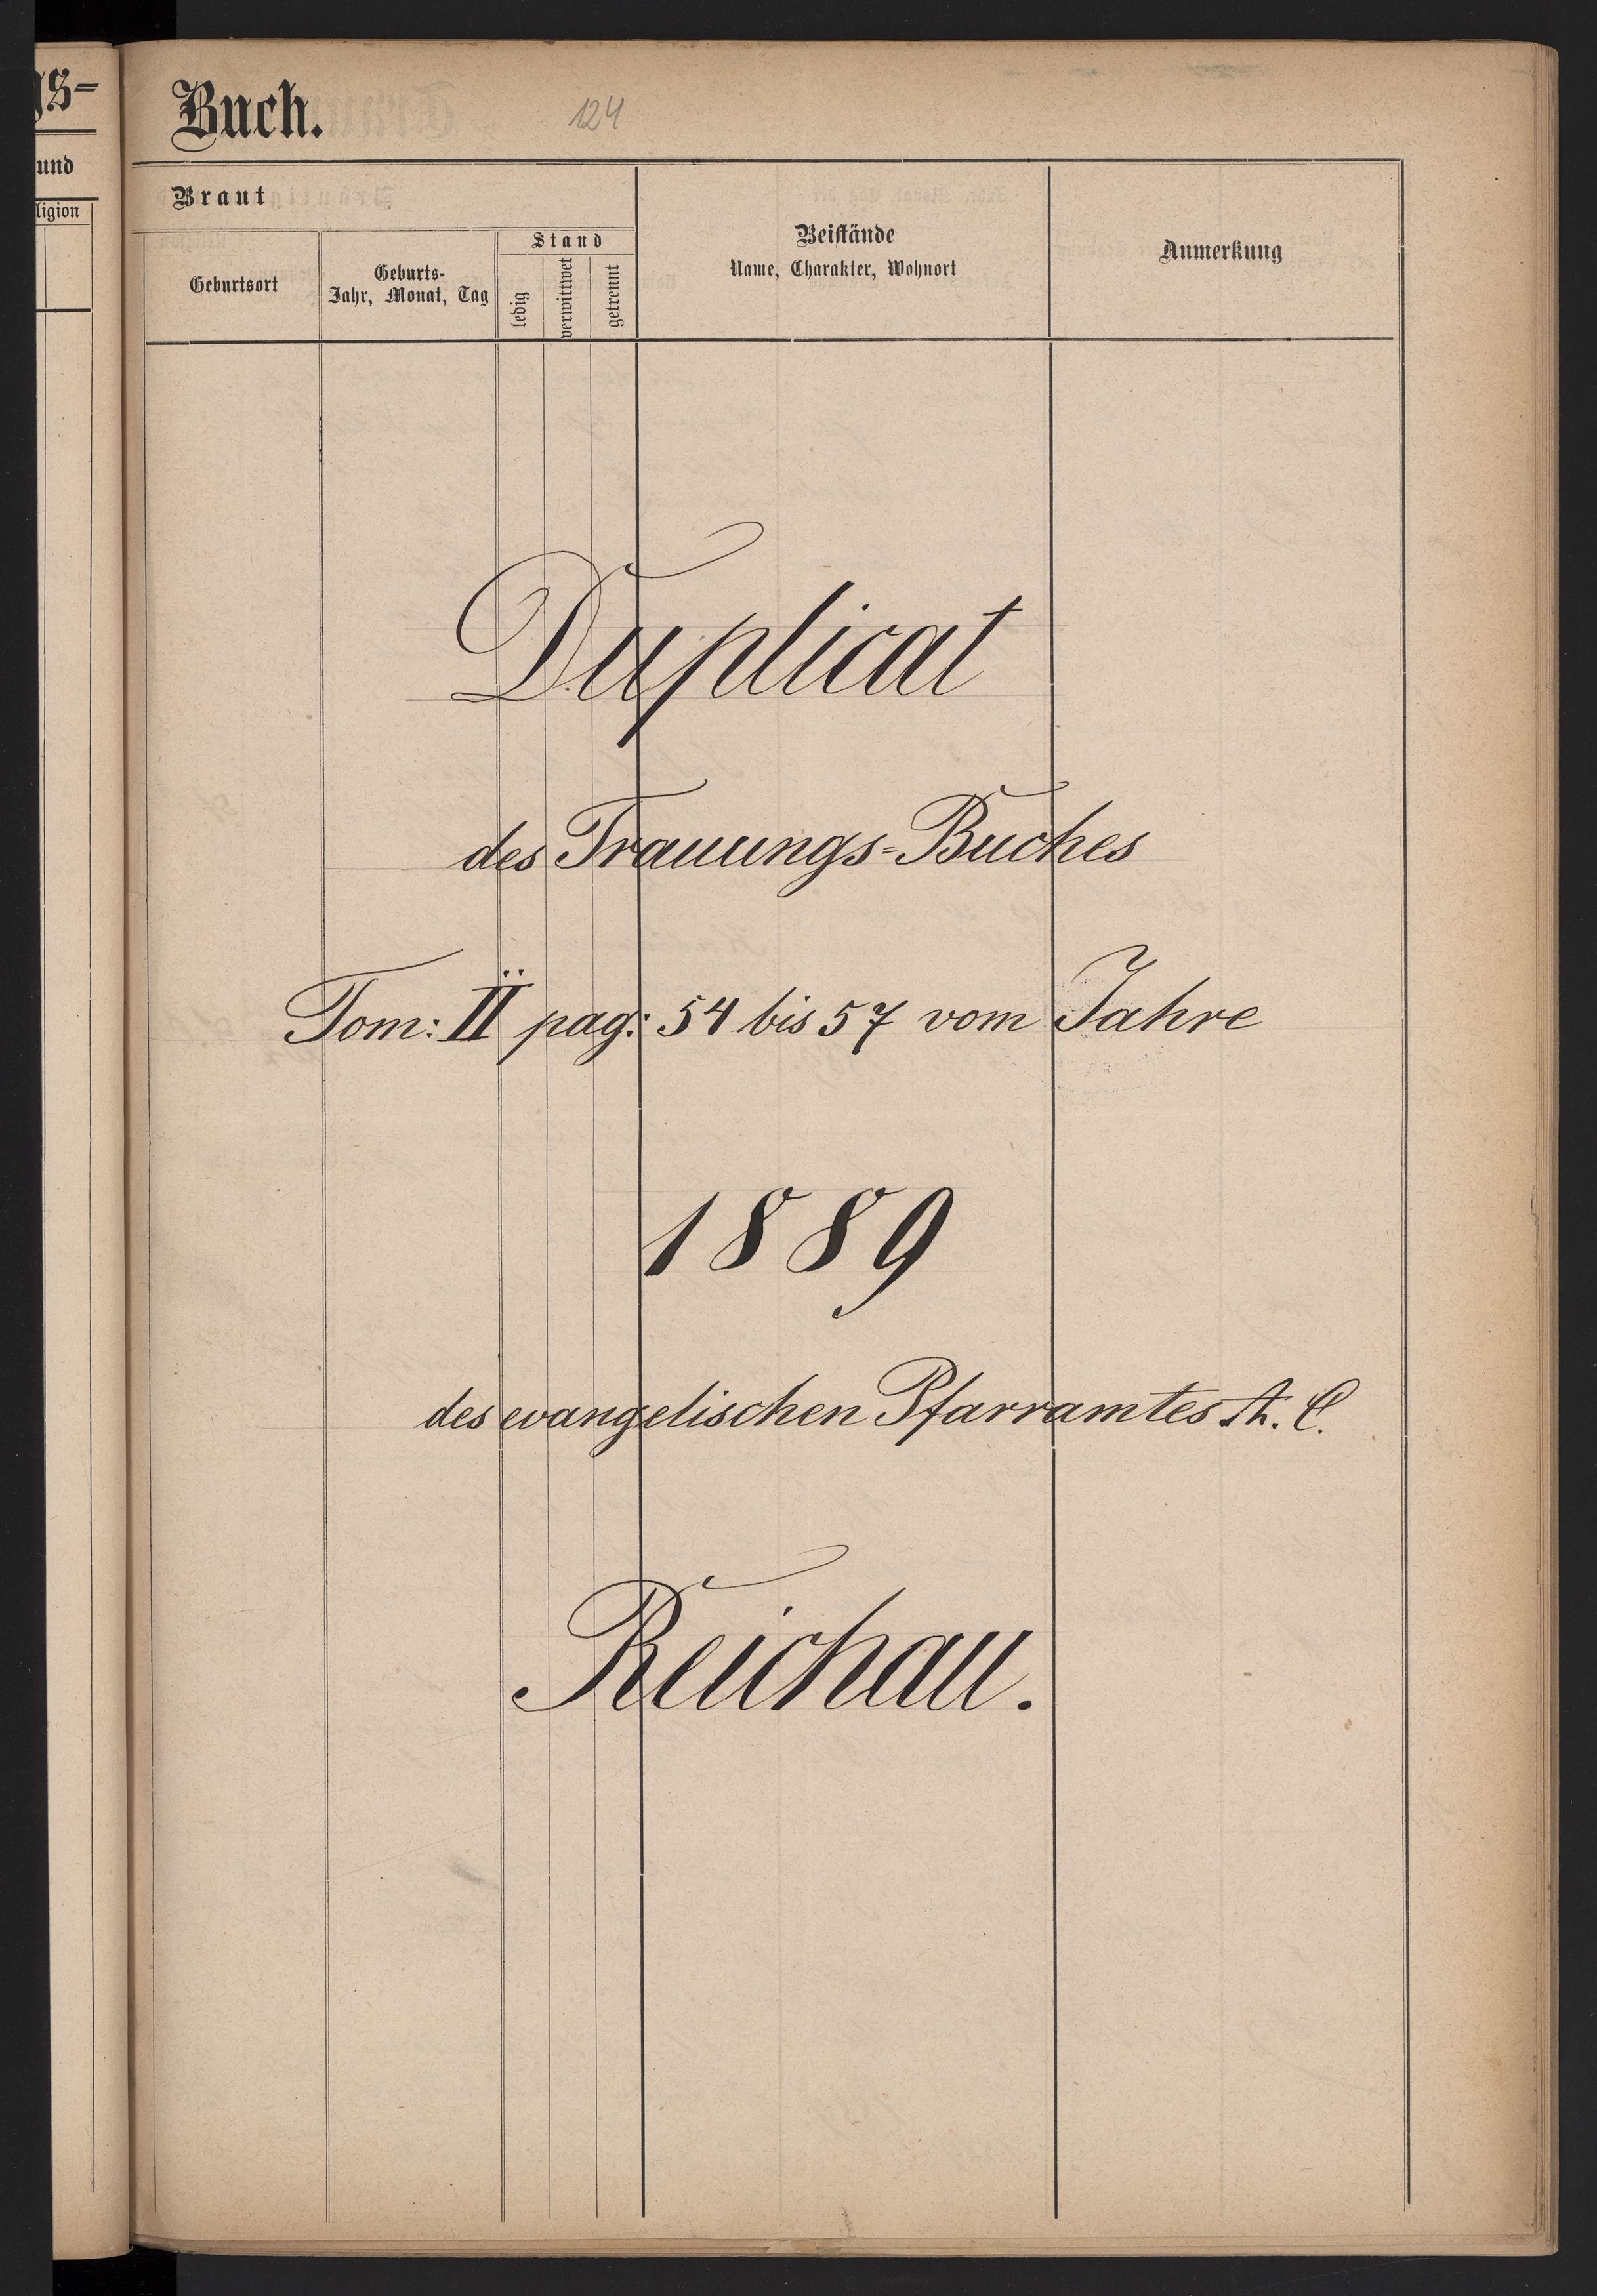 gs-
und
ligion
Buch.
124
Braut
Geburtsort
Geburts-
Jahr, Monat, Tag
Stand
ledig
verwittwet
getrennt
Beistände
Name, Charakter, Wohnort
Anmerkung
Duplicat
des Trauungs=Buches
Tom: II pag: 54 bis 57 vom Jahre
1889
des evangelischen Pfarramtes A. C.
Reichau.